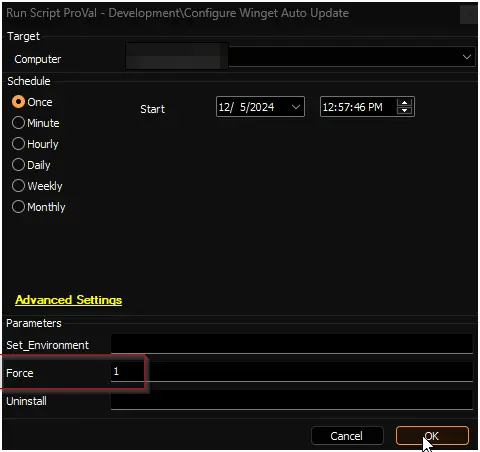 Run Script ProVal - Development\Configure Winget Auto Update
Target
Computer
Schedule
Once
Minute
Hourly
Daily
Weekly
Monthly
Start
12/ 5/2024
12:57:46 PM
Advanced Settings
Parameters
Set_Environment
Force
1
Uninstall
Cancel
OK